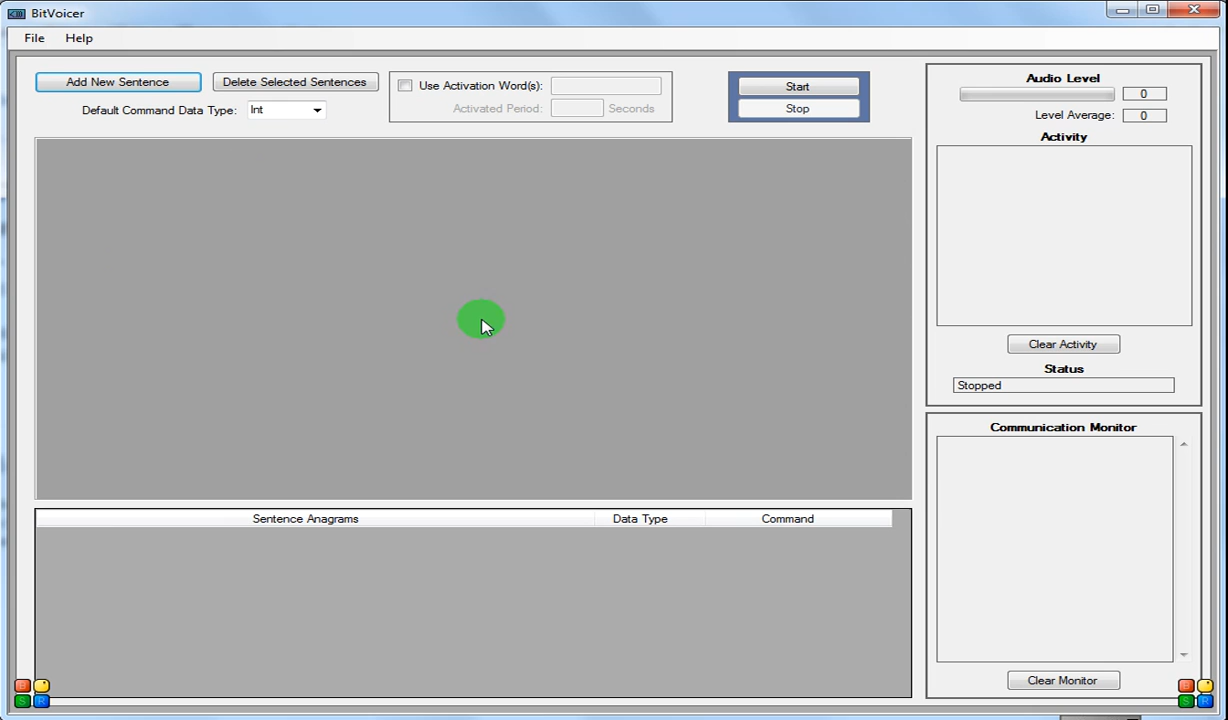 BitVoicer
File Help
Add New Sentence Delete Selected Sentences
Default Command Data Type: Int
Use Activation Word(s):
Activated Period: Seconds
Start
Stop
Audio Level
0
Level Average: 0
Activity
Clear Activity
Status
Stopped
Sentence Anagrams Data Type Command
Communication Monitor
Clear Monitor
B
S R
B
S R